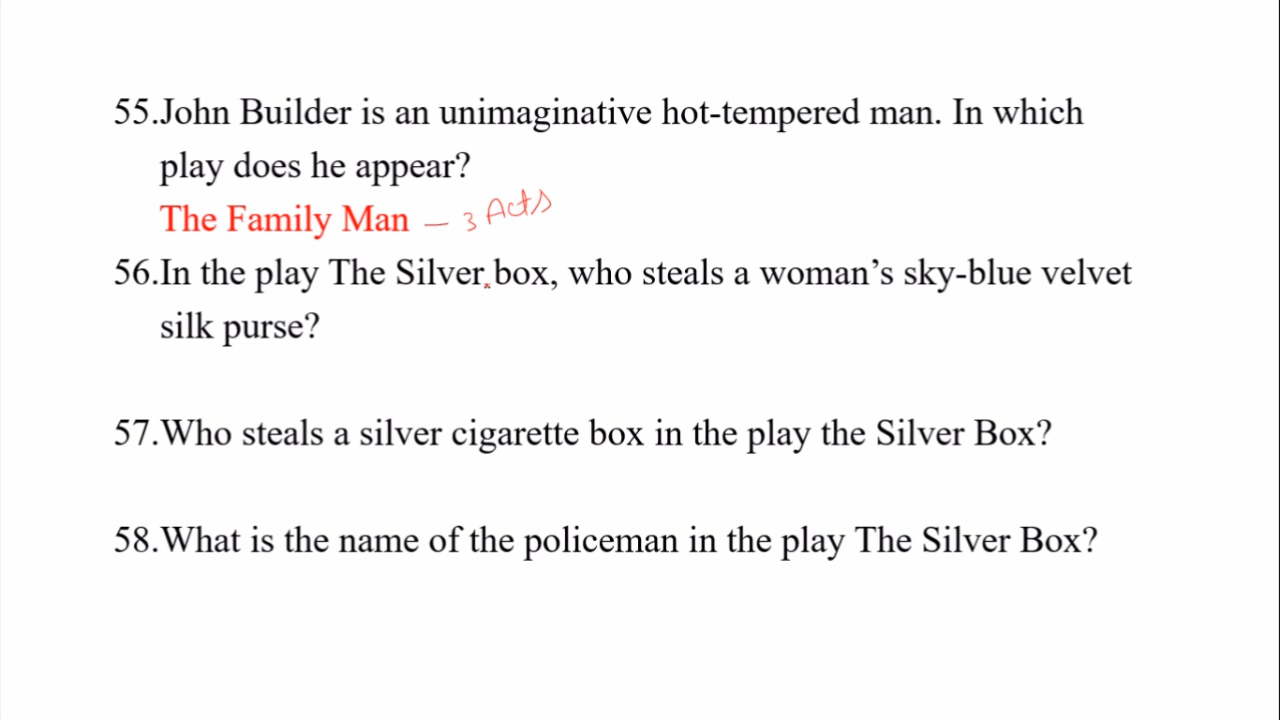 55.John Builder is an unimaginative hot-tempered man. In which
play does he appear?
The Family Man — 3 Acts
56.In the play The Silver box, who steals a woman’s sky-blue velvet
silk purse?
57.Who steals a silver cigarette box in the play the Silver Box?
58.What is the name of the policeman in the play The Silver Box?